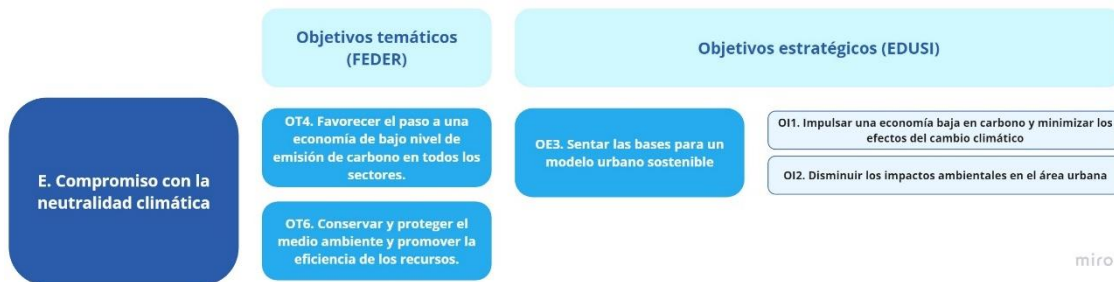 Objetivos temáticos
(FEDER)
Objetivos estratégicos (EDUSI)
E. Compromiso con la
neutralidad climática
OT4. Favorecer el paso a una
economía de bajo nivel de
emisión de carbono en todos los
sectores.
OT6. Conservar y proteger el
medio ambiente y promover la
eficiencia de los recursos.
OE3. Sentar las bases para un
modelo urbano sostenible
OI1. Impulsar una economía baja en carbono y minimizar los
efectos del cambio climático
OI2. Disminuir los impactos ambientales en el área urbana
miro